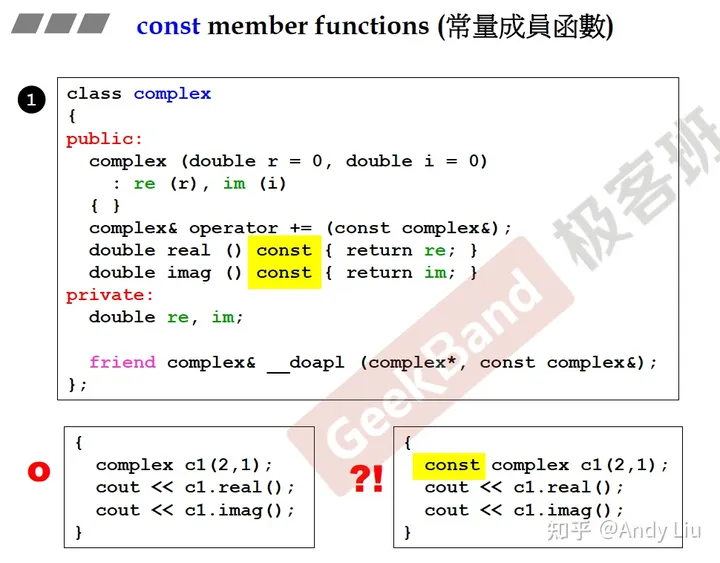 const member functions (常量成員函數)
1
class complex
{
public:
  complex (double r = 0, double i = 0)
    : re (r), im (i)
  { }
  complex& operator += (const complex&);
  double real () const { return re; }
  double imag () const { return im; }
private:
  double re, im;
  friend complex& __doapl (complex*, const complex&);
};
极客班
GeekBand
O
{
  complex c1(2,1);
  cout << c1.real();
  cout << c1.imag();
}
?!
{
  const complex c1(2,1);
  cout << c1.real();
  cout << c1.imag();
}
知乎 @Andy Liu